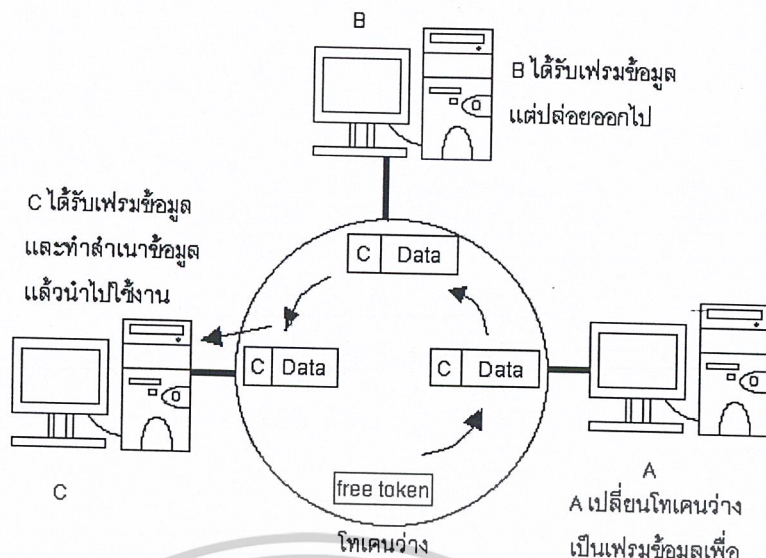 B
B ได้รับเฟรมข้อมูล
แต่ปล่อยออกไป
C ได้รับเฟรมข้อมูล
และทำสำเนาข้อมูล
แล้วนำไปใช้งาน
C Data
C Data
C Data
C
free token
โทเคนว่าง
A
A เปลี่ยนโทเคนว่าง
เป็นเฟรมข้อมูลเพื่อ